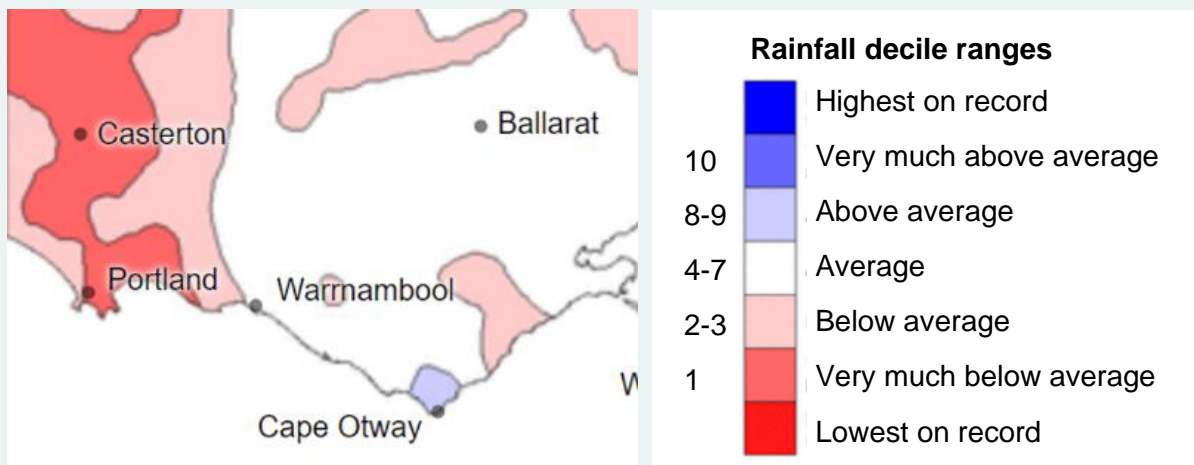 Casterton
Ballarat
Portland
Warrnambool
Cape Otway
W
Rainfall decile ranges
Highest on record
10 Very much above average
8-9 Above average
4-7 Average
2-3 Below average
1 Very much below average
Lowest on record